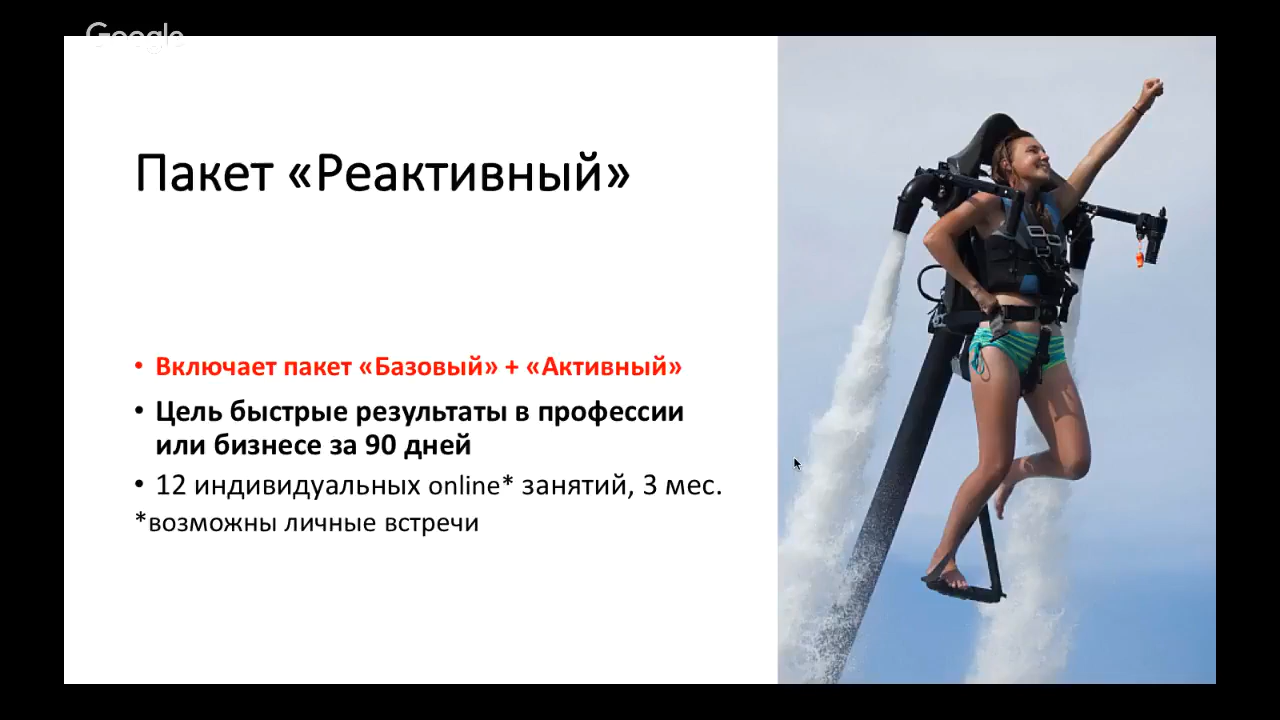 Google
Пакет «Реактивный»
• Включает пакет «Базовый» + «Активный»
• Цель быстрые результаты в профессии
или бизнесе за 90 дней
• 12 индивидуальных online* занятий, 3 мес.
*возможны личные встречи